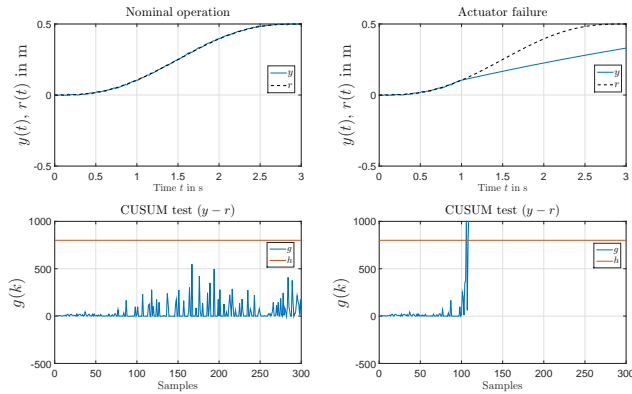 Nominal operation
y(t), r(t) in m
0.5
0
-0.5
y
r
0 0.5 1 1.5 2 2.5 3
Time t in s
Actuator failure
y(t), r(t) in m
0.5
0
-0.5
y
r
0 0.5 1 1.5 2 2.5 3
Time t in s
CUSUM test (y − r)
g(k)
1000
500
0
-500
g
h
0 50 100 150 200 250 300
Samples
CUSUM test (y − r)
g(k)
1000
500
0
-500
g
h
0 50 100 150 200 250 300
Samples